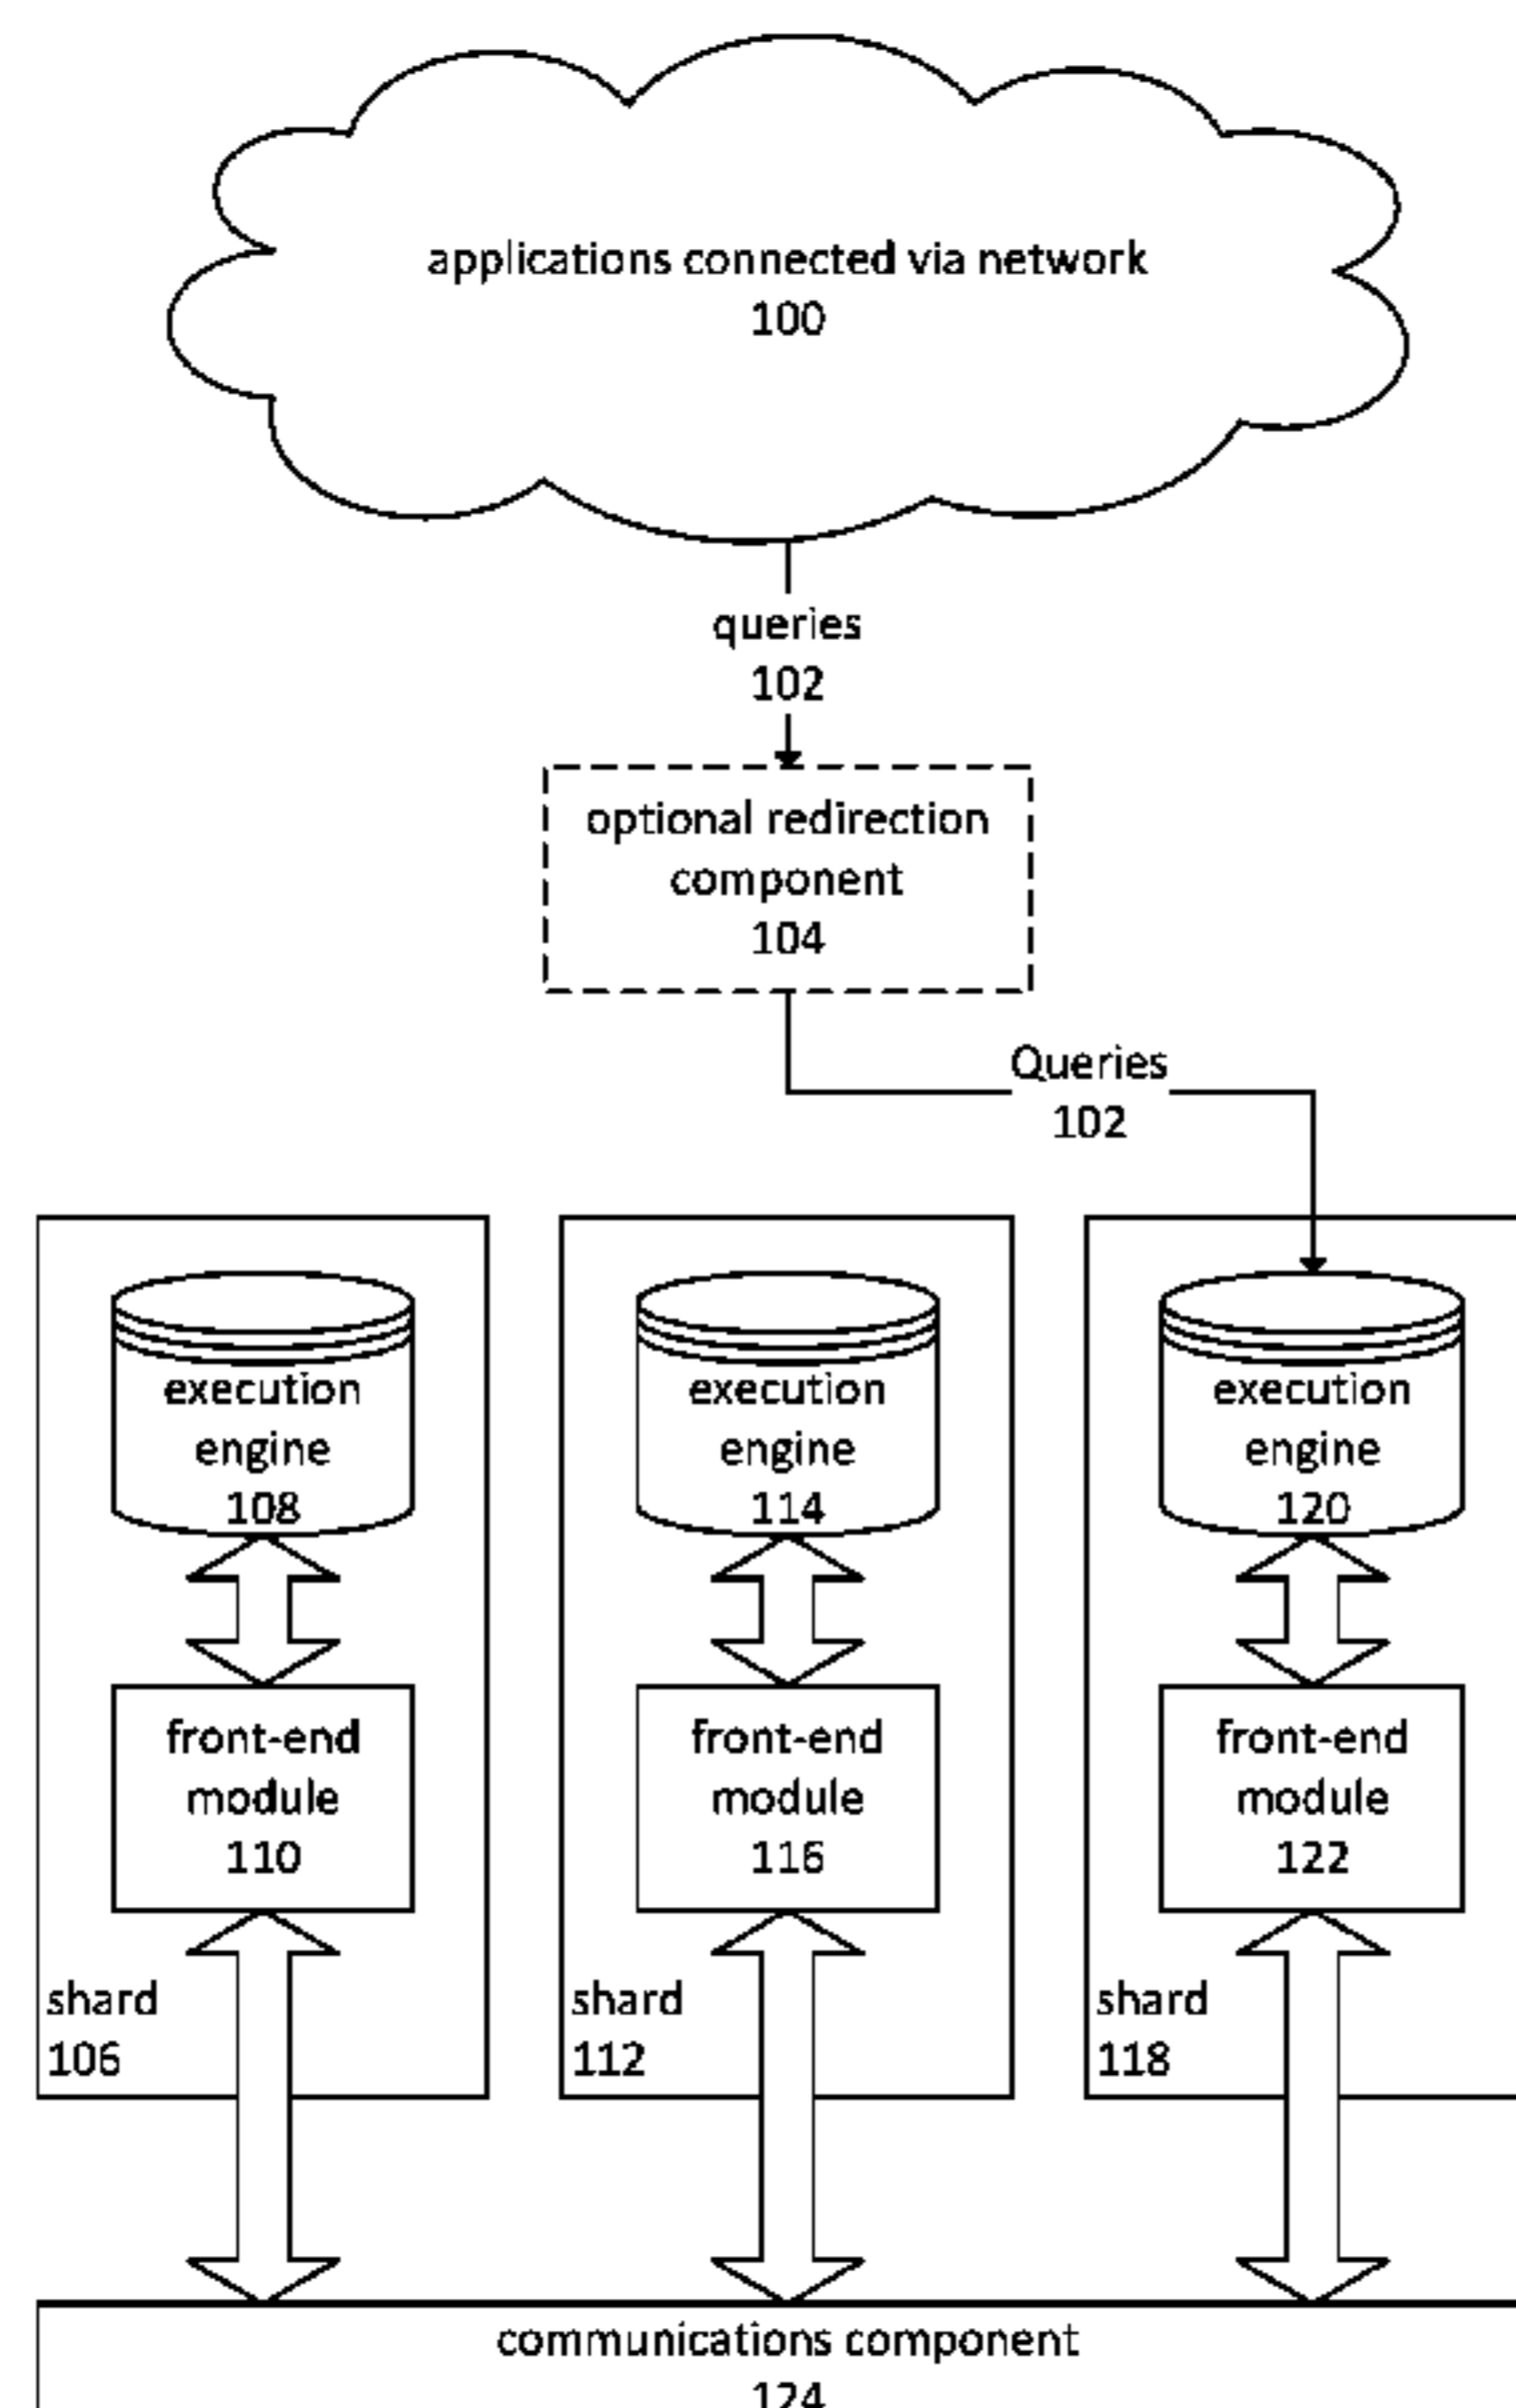 applications connected via network
100
queries
102
optional redirection
component
104
Queries
102
execution
engine
108
front-end
module
110
shard
106
execution
engine
114
front-end
module
116
shard
112
execution
engine
120
front-end
module
122
shard
118
communications component
124